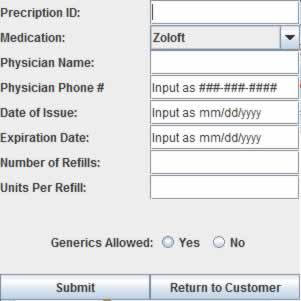 Precription ID:
Medication: Zoloft
Physician Name:
Physician Phone # Input as ###-###-####
Date of Issue: Input as mm/dd/yyyy
Expiration Date: Input as mm/dd/yyyy
Number of Refills:
Units Per Refill:
Generics Allowed: Yes No
Submit Return to Customer